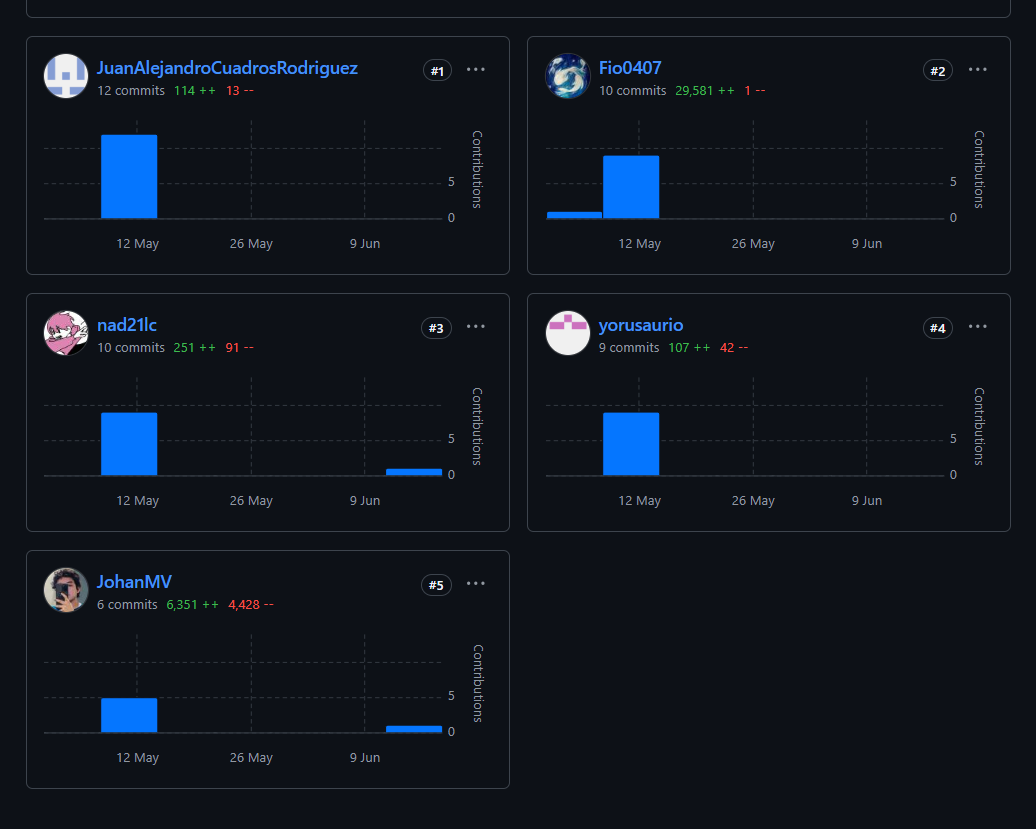 JuanAlejandroCuadrosRodriguez
#1
12 commits 114 ++ 13 --
Contributions
5
0
12 May 26 May 9 Jun
Fio0407
#2
10 commits 29,581 ++ 1 --
Contributions
5
0
12 May 26 May 9 Jun
nad21lc
#3
10 commits 251 ++ 91 --
Contributions
5
0
12 May 26 May 9 Jun
yorusaurio
#4
9 commits 107 ++ 42 --
Contributions
5
0
12 May 26 May 9 Jun
JohanMV
#5
6 commits 6,351 ++ 4,428 --
Contributions
5
0
12 May 26 May 9 Jun